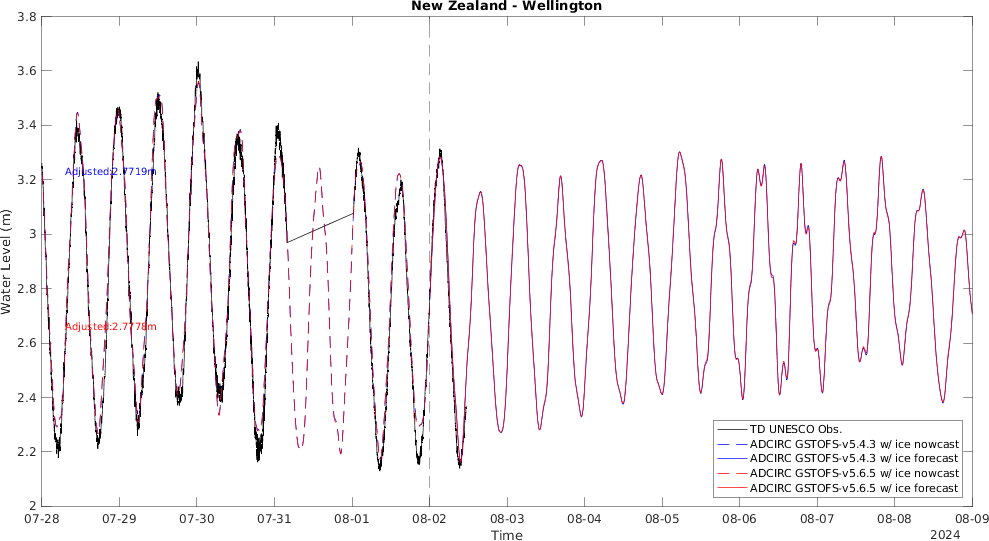 New Zealand - Wellington
3.8
3.6
3.4
3.2
3
2.8
2.6
2.4
2.2
2
Water Level (m)
Adjusted:2.7719m
Adjusted:2.7778m
TD UNESCO Obs.
ADCIRC GSTOFS-v5.4.3 w/ ice nowcast
ADCIRC GSTOFS-v5.4.3 w/ ice forecast
ADCIRC GSTOFS-v5.6.5 w/ ice nowcast
ADCIRC GSTOFS-v5.6.5 w/ ice forecast
07-28 07-29 07-30 07-31 08-01 08-02 08-03 08-04 08-05 08-06 08-07 08-08 08-09
Time
2024